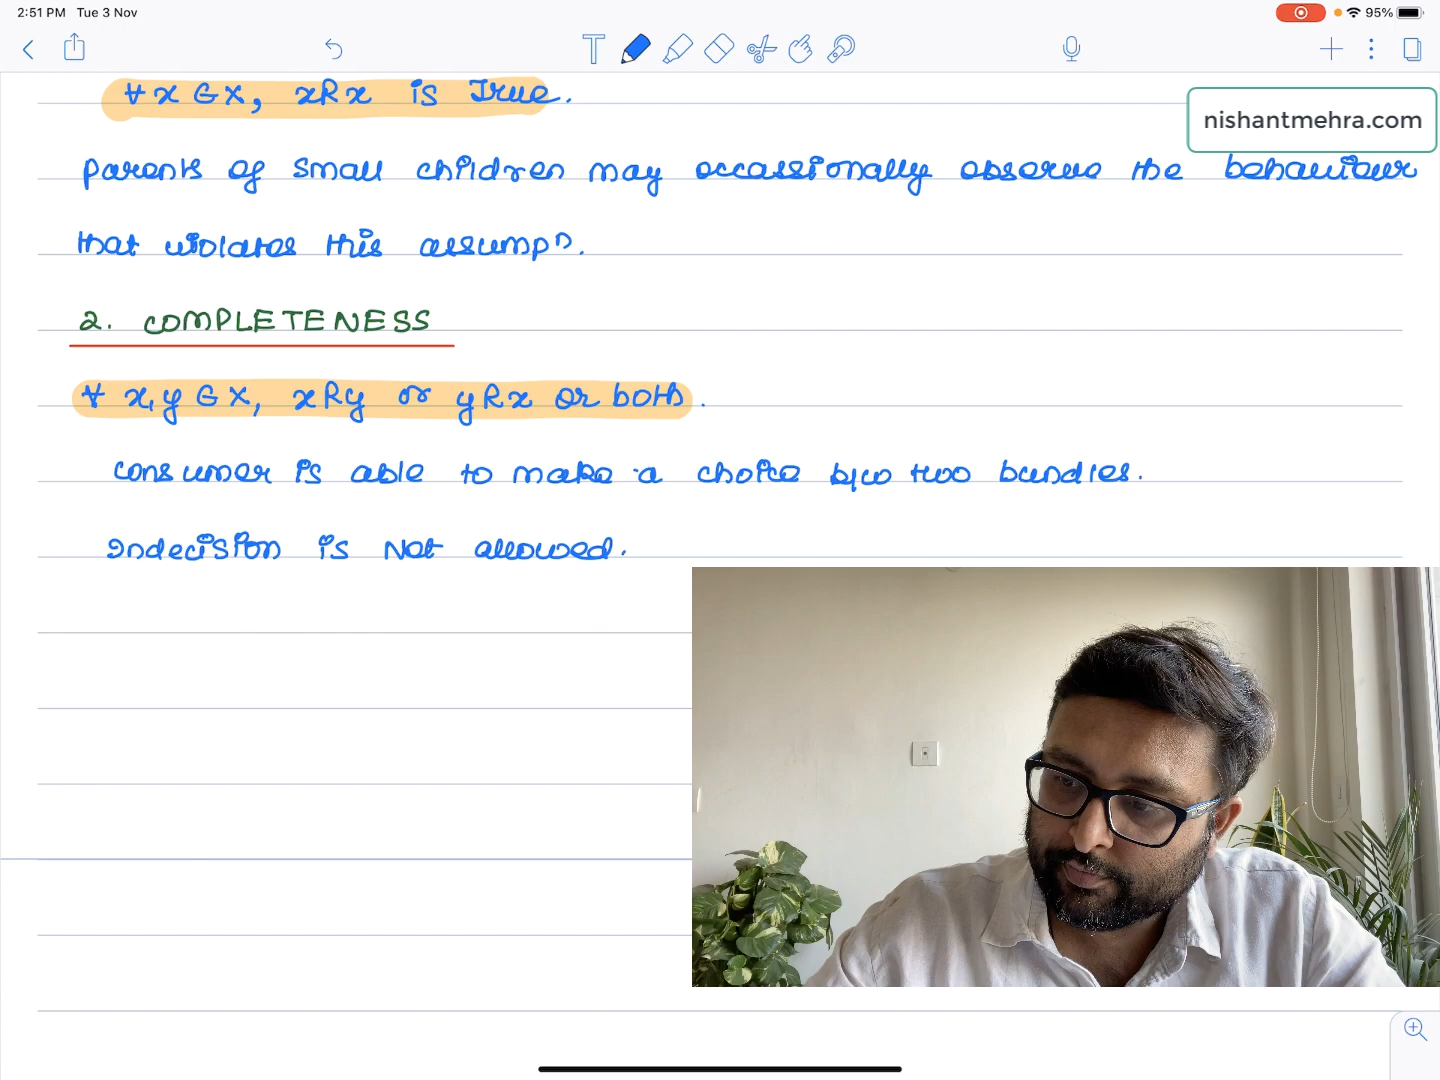 2:51 PM Tue 3 Nov
95%
∀ x ∈ X, xRx is True.
nishantmehra.com
Parents of small children may occassionally observe the behaviour
that violates this assumpⁿ.
2. COMPLETENESS
∀ x, y ∈ X, xRy or yRx or both.
Consumer is able to make a choice b/w two bundles.
Indecision is Not allowed.